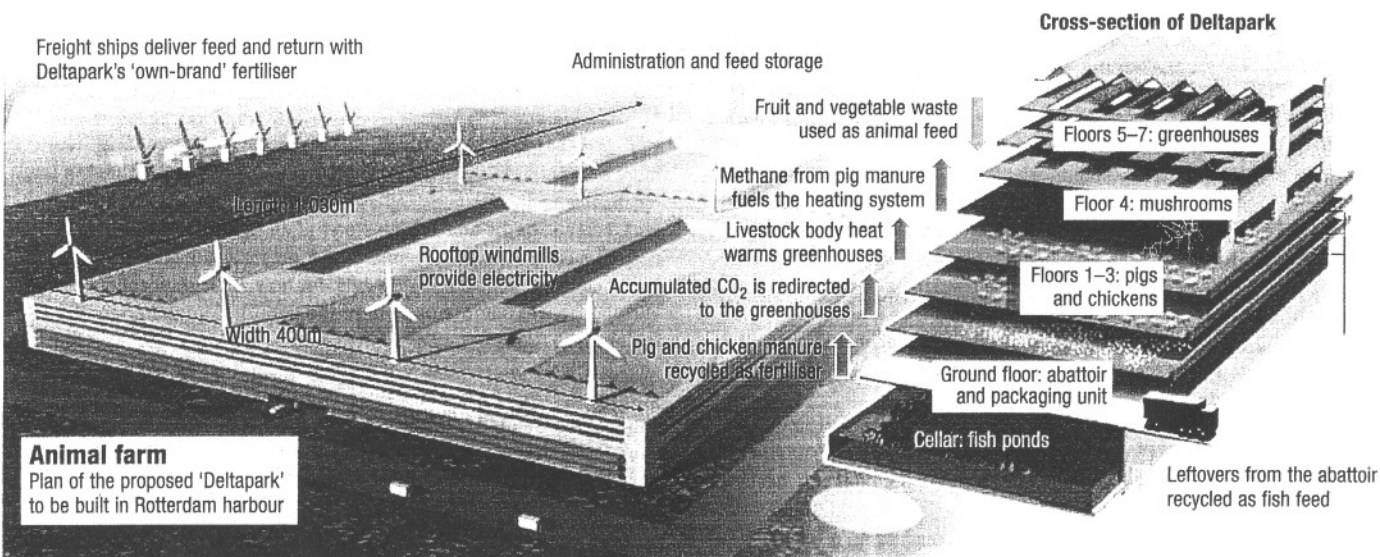 Cross-section of Deltapark
Freight ships deliver feed and return with
Deltapark's 'own-brand' fertiliser
Administration and feed storage
Fruit and vegetable waste
used as animal feed
Floors 5–7: greenhouses
Methane from pig manure
fuels the heating system
Floor 4: mushrooms
Length 1,030m
Livestock body heat
warms greenhouses
Rooftop windmills
provide electricity
Floors 1–3: pigs
and chickens
Accumulated CO₂ is redirected
to the greenhouses
Width 400m
Pig and chicken manure
recycled as fertiliser
Ground floor: abattoir
and packaging unit
Cellar: fish ponds
Animal farm
Plan of the proposed 'Deltapark'
to be built in Rotterdam harbour
Leftovers from the abattoir
recycled as fish feed